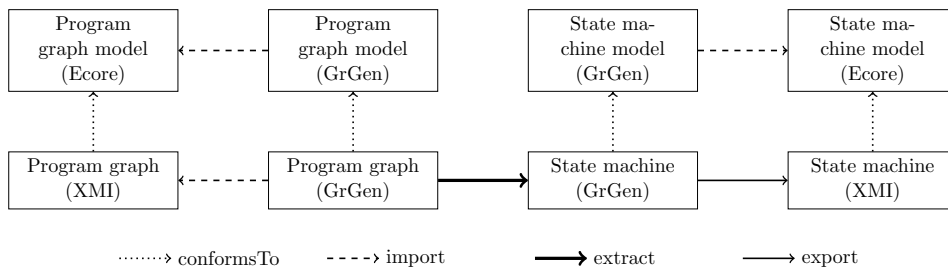 Program
graph model
(Ecore)
Program
graph model
(GrGen)
State ma-
chine model
(GrGen)
State ma-
chine model
(Ecore)
Program graph
(XMI)
Program graph
(GrGen)
State machine
(GrGen)
State machine
(XMI)
conformsTo
import
extract
export